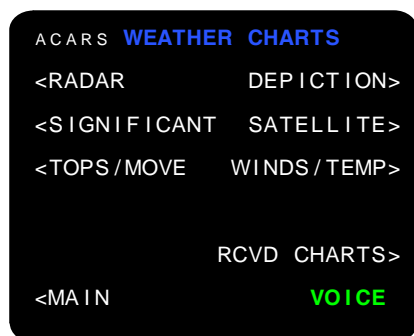 ACARS WEATHER CHARTS
<RADAR DEPICTION>
<SIGNIFICANT SATELLITE>
<TOPS/MOVE WINDS/TEMP>
RCVD CHARTS>
<MAIN VOICE